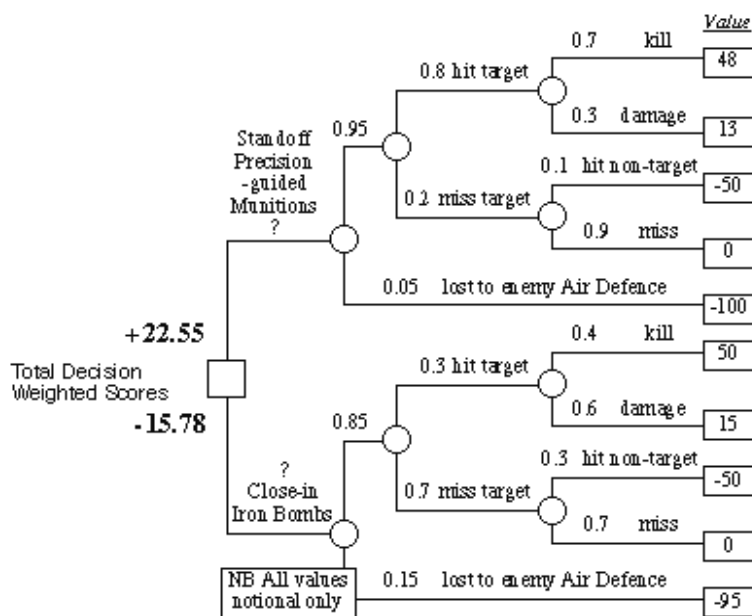 Value
0.7 kill
48
0.8 hit target
0.3 damage
13
0.95
Standoff
Precision
-guided
Munitions
?
0.1 hit non-target
-50
0.2 miss target
0.9 miss
0
0.05 lost to enemy Air Defence
-100
+22.55
Total Decision
Weighted Scores
-15.78
0.4 kill
50
0.3 hit target
0.6 damage
15
0.85
?
Close-in
Iron Bombs
0.3 hit non-target
-50
0.7 miss target
0.7 miss
0
NB All values
notional only
0.15 lost to enemy Air Defence
-95